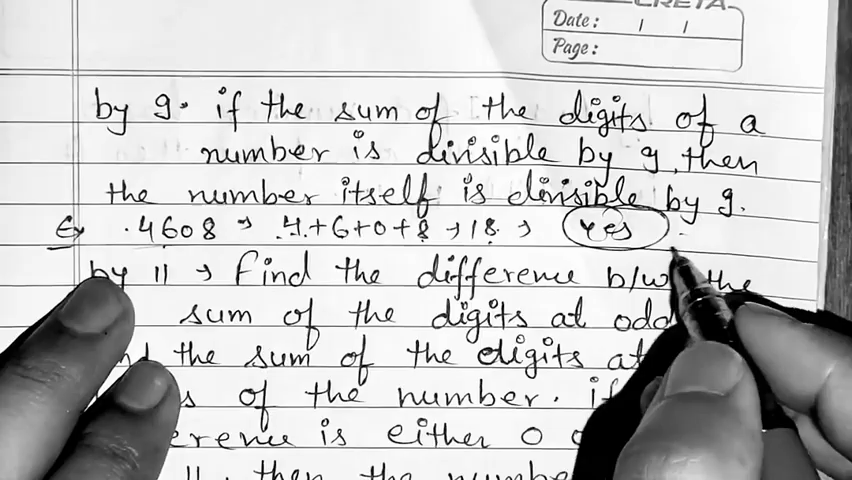 CRETA
Date: / /
Page:
by 9. if the sum of the digits of a
number is divisible by 9, then
the number itself is divisible by 9.
Ex .4608 → 4+6+0+8 → 18 → yes
by 11 → Find the difference b/w the
sum of the digits at odd
the sum of the digits at
of the number. if
is either 0
11, then the